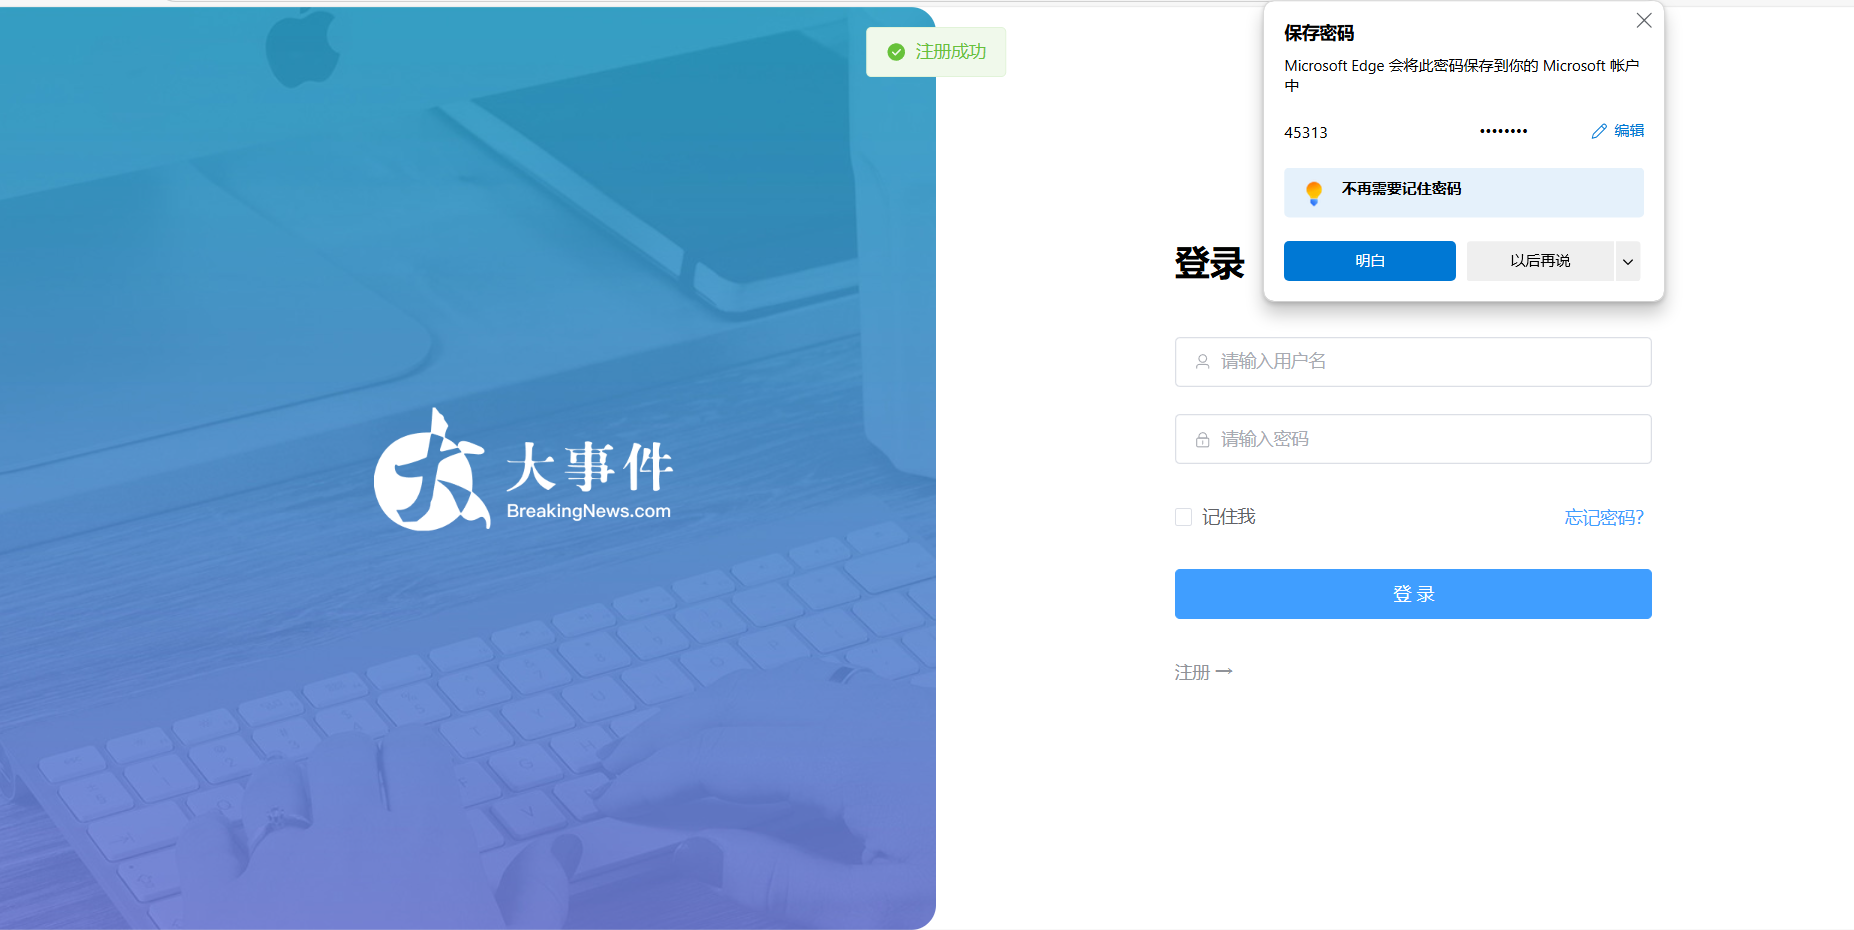 注册成功
保存密码
Microsoft Edge 会将此密码保存到你的 Microsoft 帐户
中
45313
••••••••
编辑
不再需要记住密码
明白
以后再说
大事件
BreakingNews.com
登录
请输入用户名
请输入密码
记住我
忘记密码?
登 录
注册 →